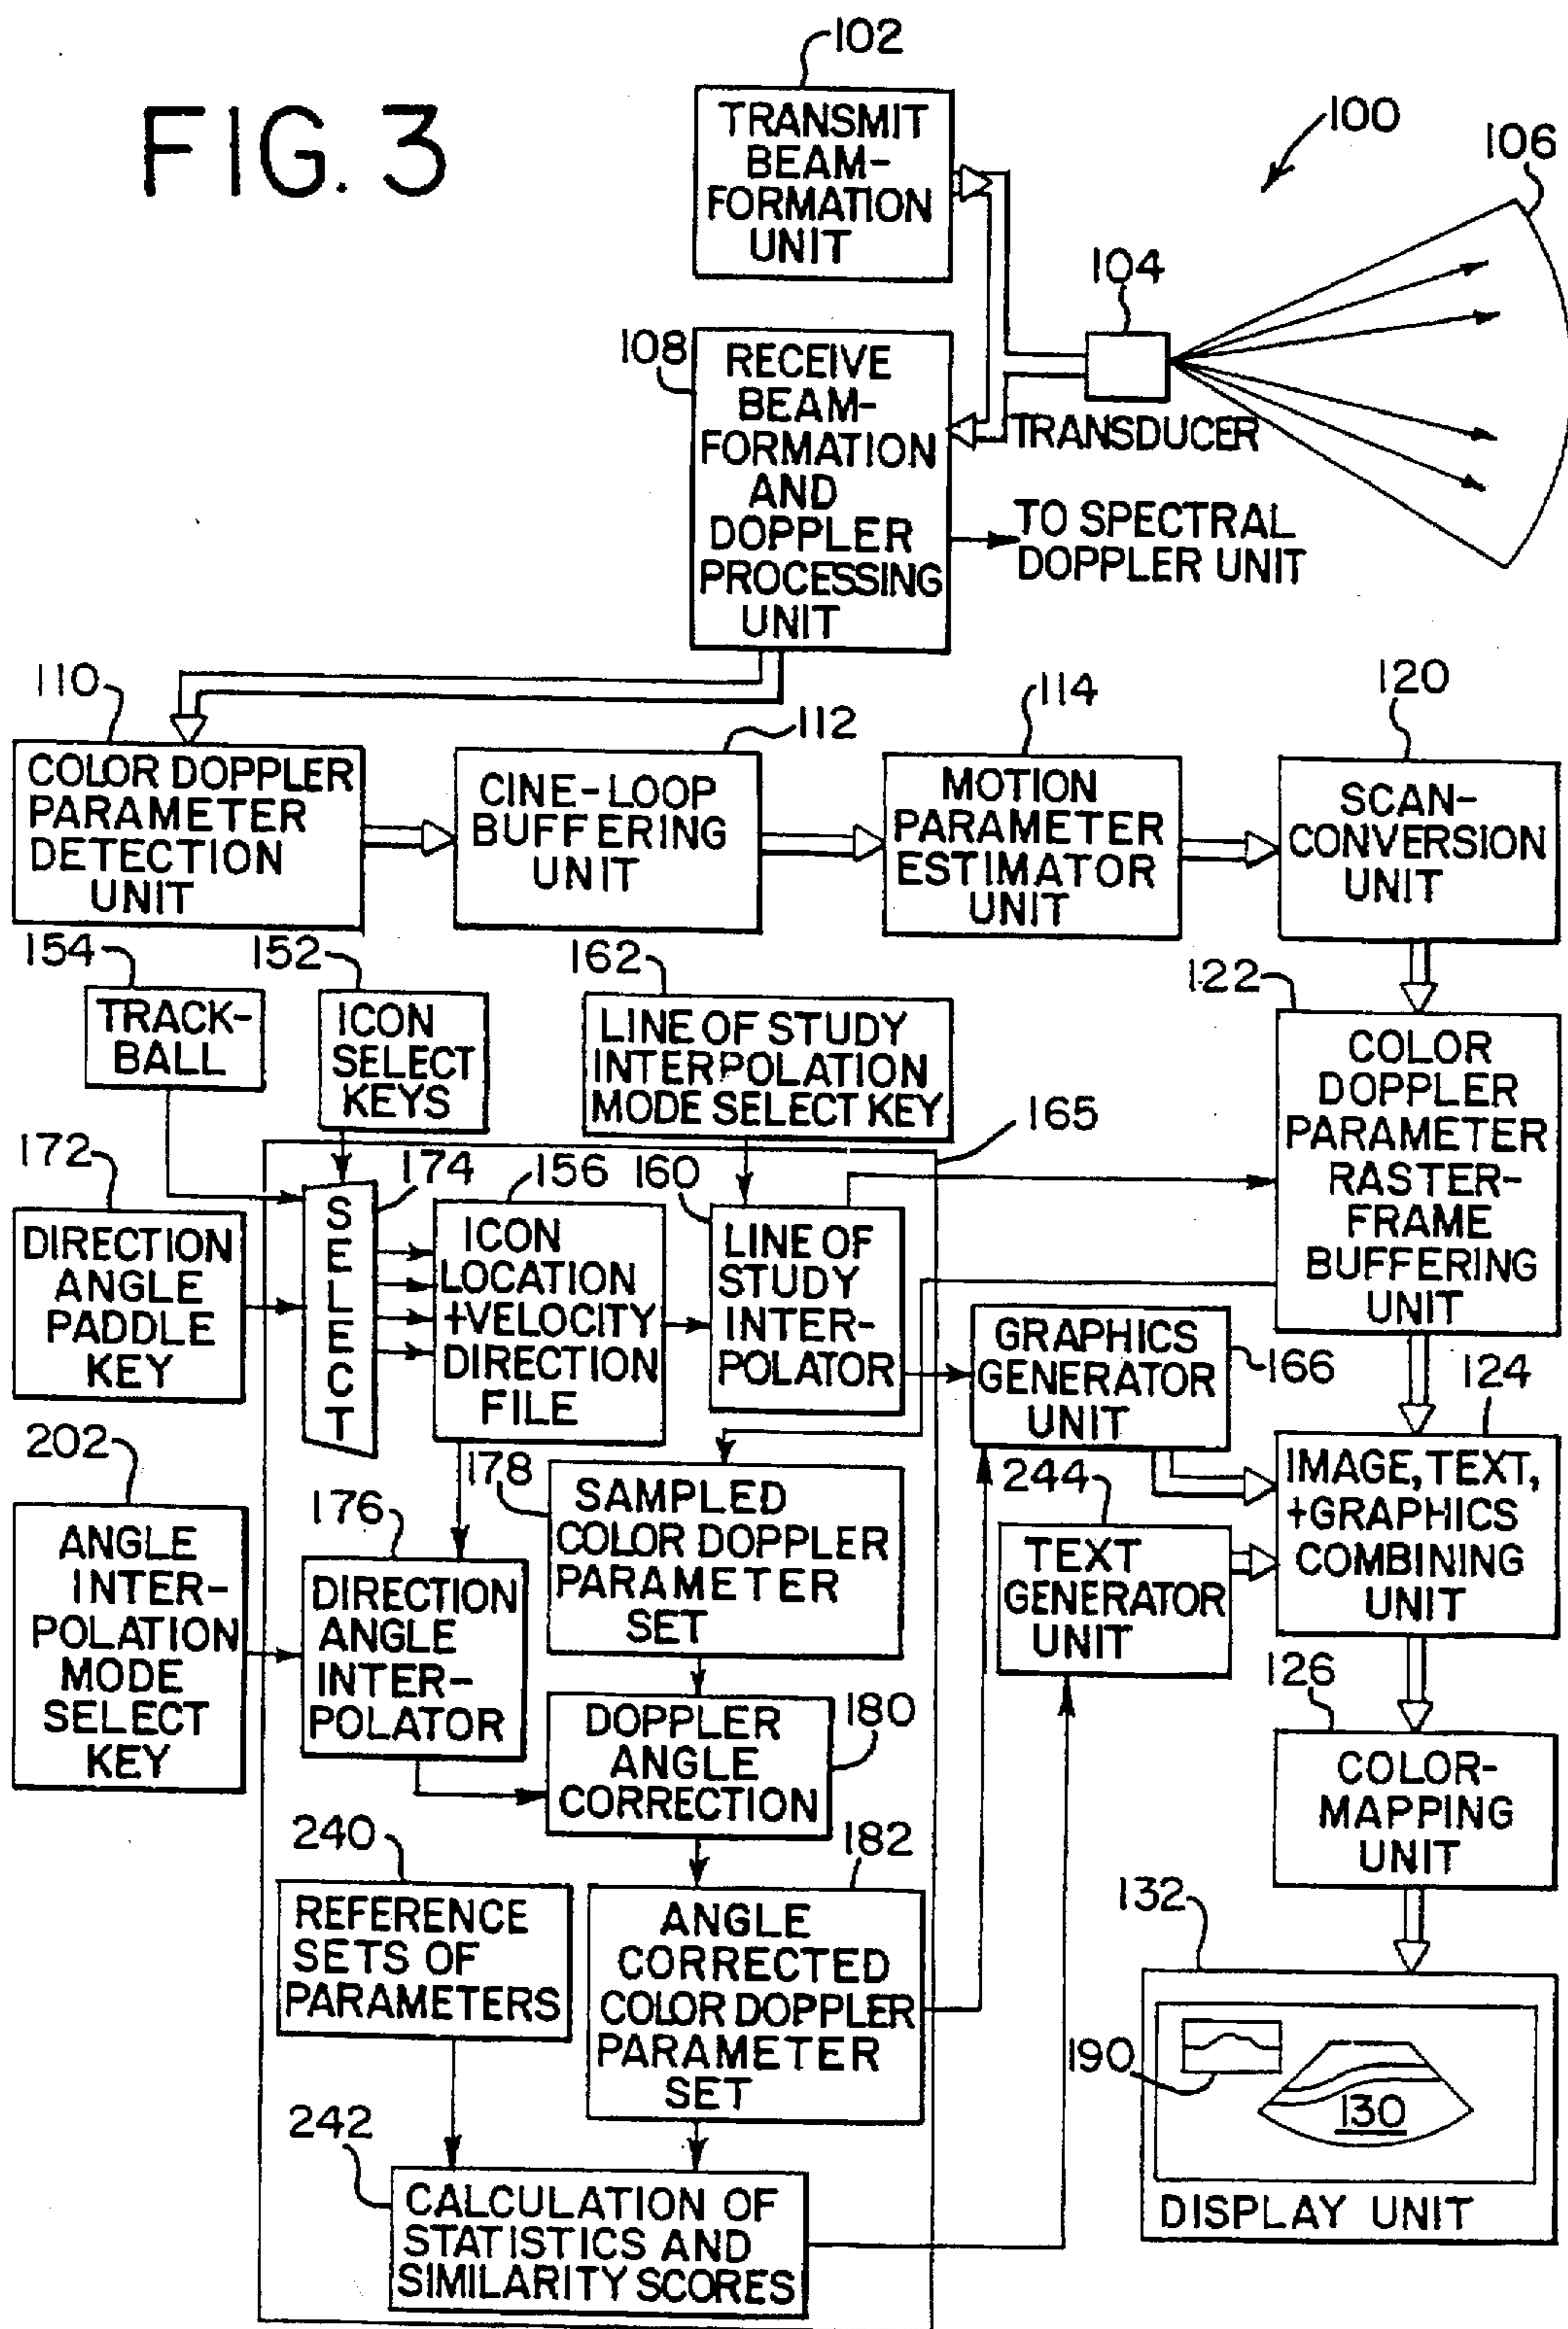 FIG. 3
102
TRANSMIT
BEAM-
FORMATION
UNIT
100
106
104
TRANSDUCER
108
RECEIVE
BEAM-
FORMATION
AND
DOPPLER
PROCESSING
UNIT
TO SPECTRAL
DOPPLER UNIT
110
COLOR DOPPLER
PARAMETER
DETECTION
UNIT
112
CINE-LOOP
BUFFERING
UNIT
114
MOTION
PARAMETER
ESTIMATOR
UNIT
120
SCAN-
CONVERSION
UNIT
154
TRACK-
BALL
152
ICON
SELECT
KEYS
162
LINE OF STUDY
INTERPOLATION
MODE SELECT KEY
165
122
COLOR
DOPPLER
PARAMETER
RASTER-
FRAME
BUFFERING
UNIT
172
DIRECTION
ANGLE
PADDLE
KEY
174
SELECT
156
ICON
LOCATION
+VELOCITY
DIRECTION
FILE
160
LINE OF
STUDY
INTER-
POLATOR
GRAPHICS
GENERATOR
UNIT
166
124
IMAGE, TEXT,
+GRAPHICS
COMBINING
UNIT
202
ANGLE
INTER-
POLATION
MODE
SELECT
KEY
176
DIRECTION
ANGLE
INTER-
POLATOR
178
SAMPLED
COLOR DOPPLER
PARAMETER
SET
244
TEXT
GENERATOR
UNIT
126
COLOR-
MAPPING
UNIT
180
DOPPLER
ANGLE
CORRECTION
240
REFERENCE
SETS OF
PARAMETERS
182
ANGLE
CORRECTED
COLOR DOPPLER
PARAMETER
SET
132
190
130
DISPLAY UNIT
242
CALCULATION OF
STATISTICS AND
SIMILARITY SCORES